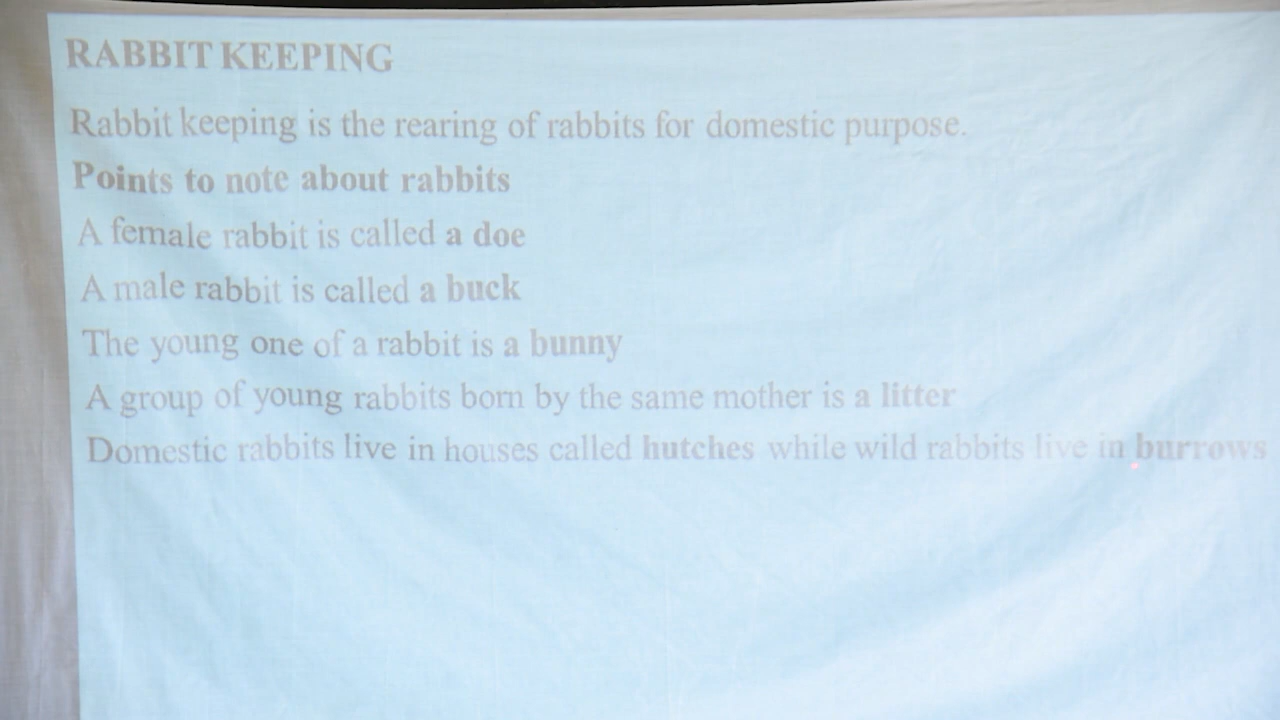 RABBIT KEEPING
Rabbit keeping is the rearing of rabbits for domestic purpose.
Points to note about rabbits
A female rabbit is called a doe
A male rabbit is called a buck
The young one of a rabbit is a bunny
A group of young rabbits born by the same mother is a litter
Domestic rabbits live in houses called hutches while wild rabbits live in burrows